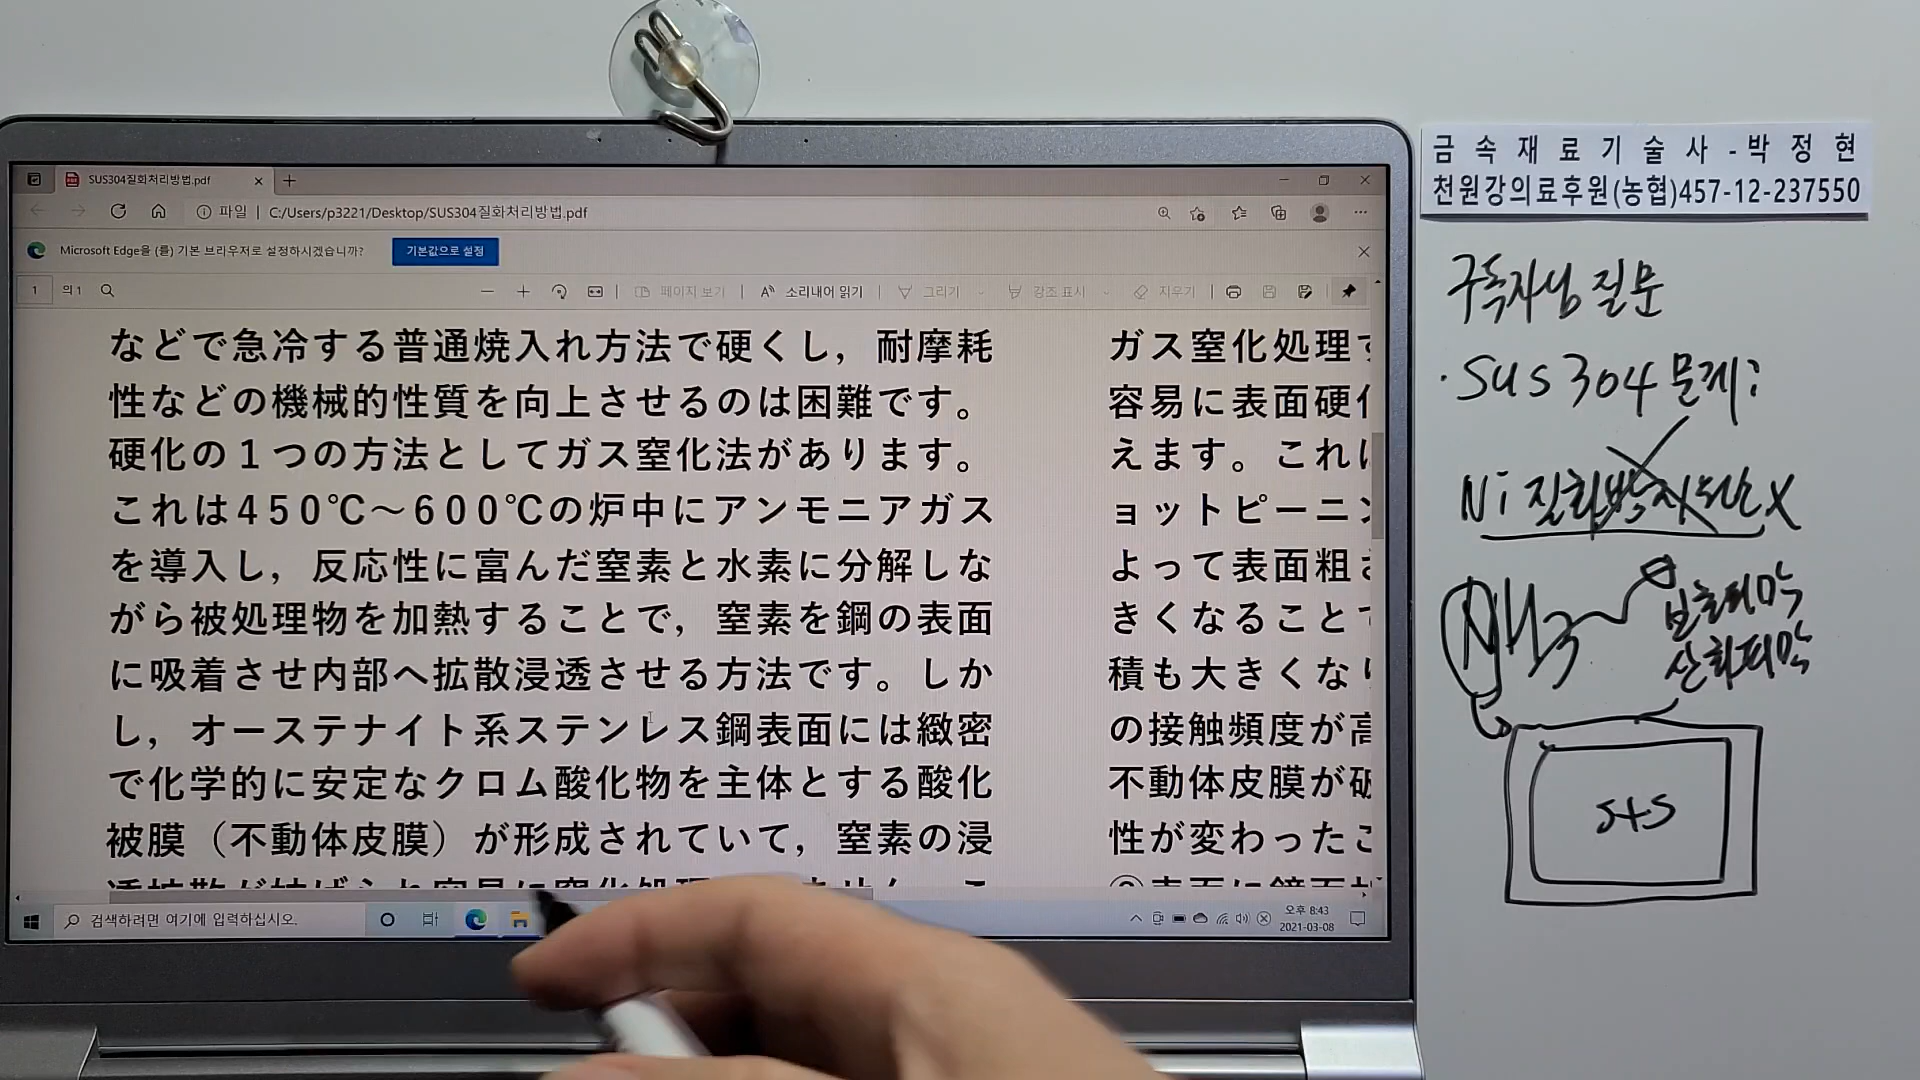 SUS304질화처리방법.pdf
파일 | C:/Users/p3221/Desktop/SUS304질화처리방법.pdf
Microsoft Edge을 (를) 기본 브라우저로 설정하시겠습니까?
기본값으로 설정
1 의 1
페이지 보기
소리내어 읽기
그리기
강조 표시
지우기
などで急冷する普通焼入れ方法で硬くし，耐摩耗
性などの機械的性質を向上させるのは困難です。
硬化の１つの方法としてガス窒化法があります。
これは４５０℃〜６００℃の炉中にアンモニアガス
を導入し，反応性に富んだ窒素と水素に分解しな
がら被処理物を加熱することで，窒素を鋼の表面
に吸着させ内部へ拡散浸透させる方法です。しか
し，オーステナイト系ステンレス鋼表面には緻密
で化学的に安定なクロム酸化物を主体とする酸化
被膜（不動体皮膜）が形成されていて，窒素の浸
ガス窒化処理
容易に表面硬
えます。これ
ョットピーニン
よって表面粗
きくなること
積も大きくな
の接触頻度が高
不動体皮膜が破
性が変わったこ
검색하려면 여기에 입력하십시오.
오후 8:43
2021-03-08
금속재료기술사-박정현
천원강의료후원(농협)457-12-237550
구독자님 질문
· SUS 304 문제:
Ni 질화
NH3
보호피막
산화피막
STS